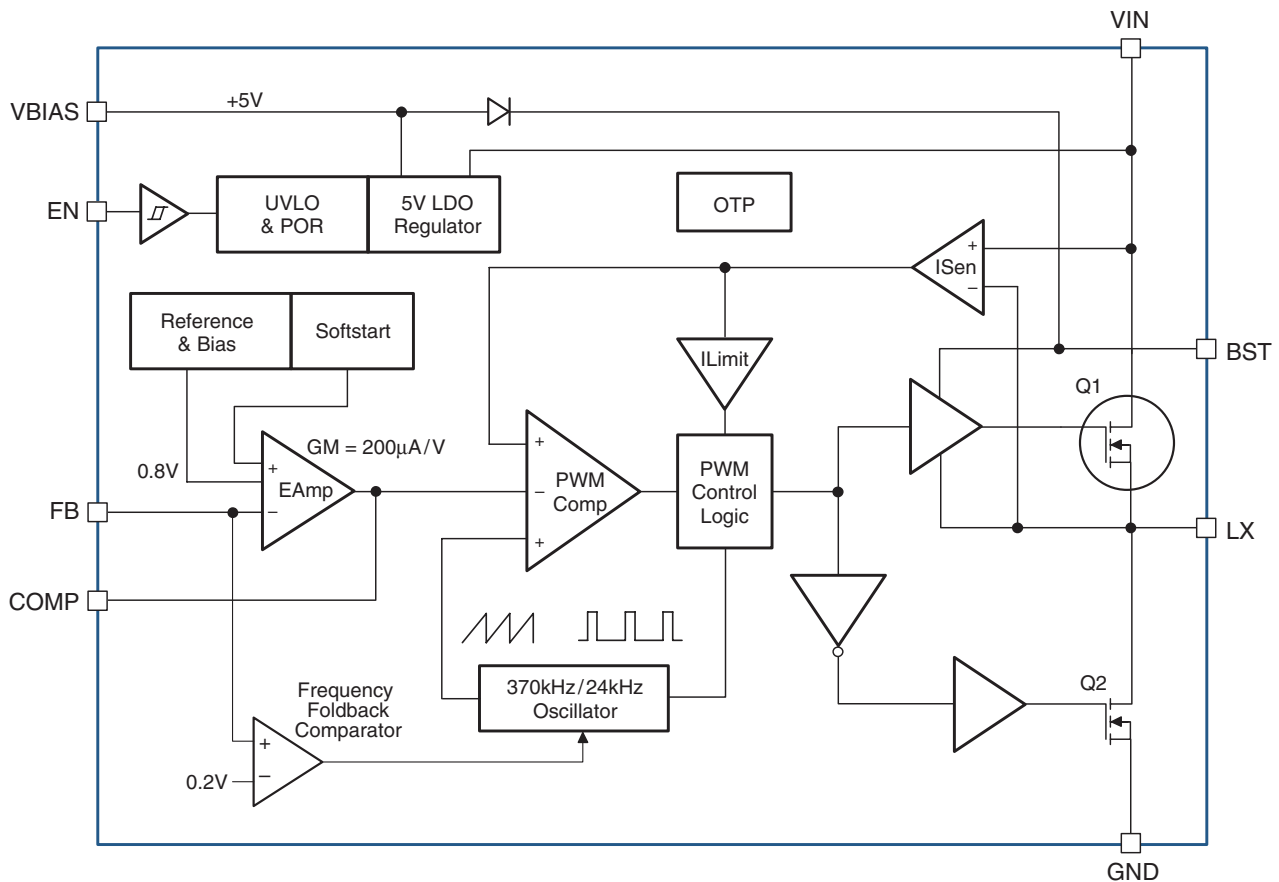 VIN
VBIAS
+5V
EN
UVLO
& POR
5V LDO
Regulator
OTP
+
ISen
−
Reference
& Bias
Softstart
ILimit
BST
Q1
GM = 200μA/V
0.8V
+
EAmp
−
FB
+
−
PWM
Comp
+
PWM
Control
Logic
LX
COMP
370kHz/24kHz
Oscillator
Q2
Frequency
Foldback
Comparator
+
0.2V
−
GND